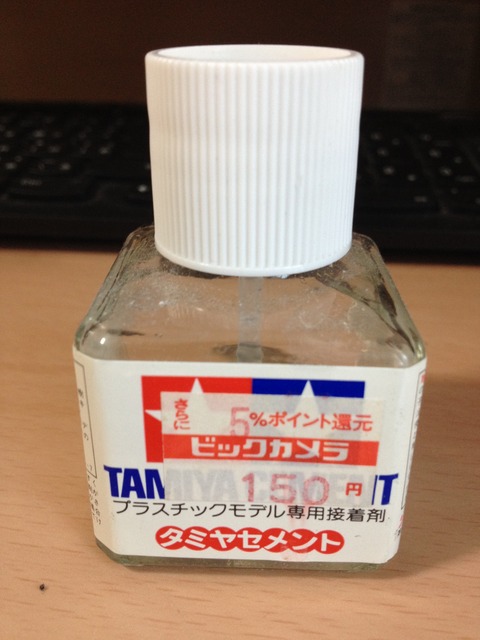 さらに
5%ポイント還元
ビックカメラ
TAMIYA CEMENT
150円
プラスチックモデル専用接着剤
タミヤセメント